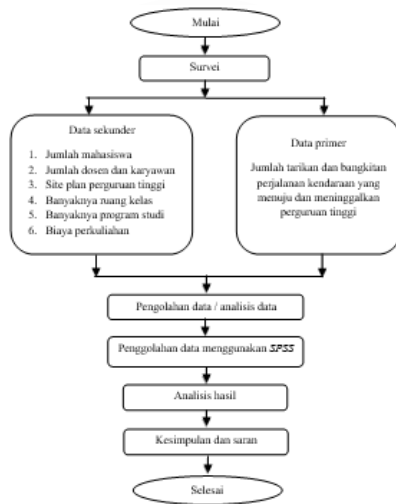 Mulai
Survei
Data sekunder
1. Jumlah mahasiswa
2. Jumlah dosen dan karyawan
3. Site plan perguruan tinggi
4. Banyaknya ruang kelas
5. Banyaknya program studi
6. Biaya perkuliahan
Data primer
Jumlah tarikan dan bangkitan
perjalanan kendaraan yang
menuju dan meninggalkan
perguruan tinggi
Pengolahan data / analisis data
Penggolahan data menggunakan SPSS
Analisis hasil
Kesimpulan dan saran
Selesai